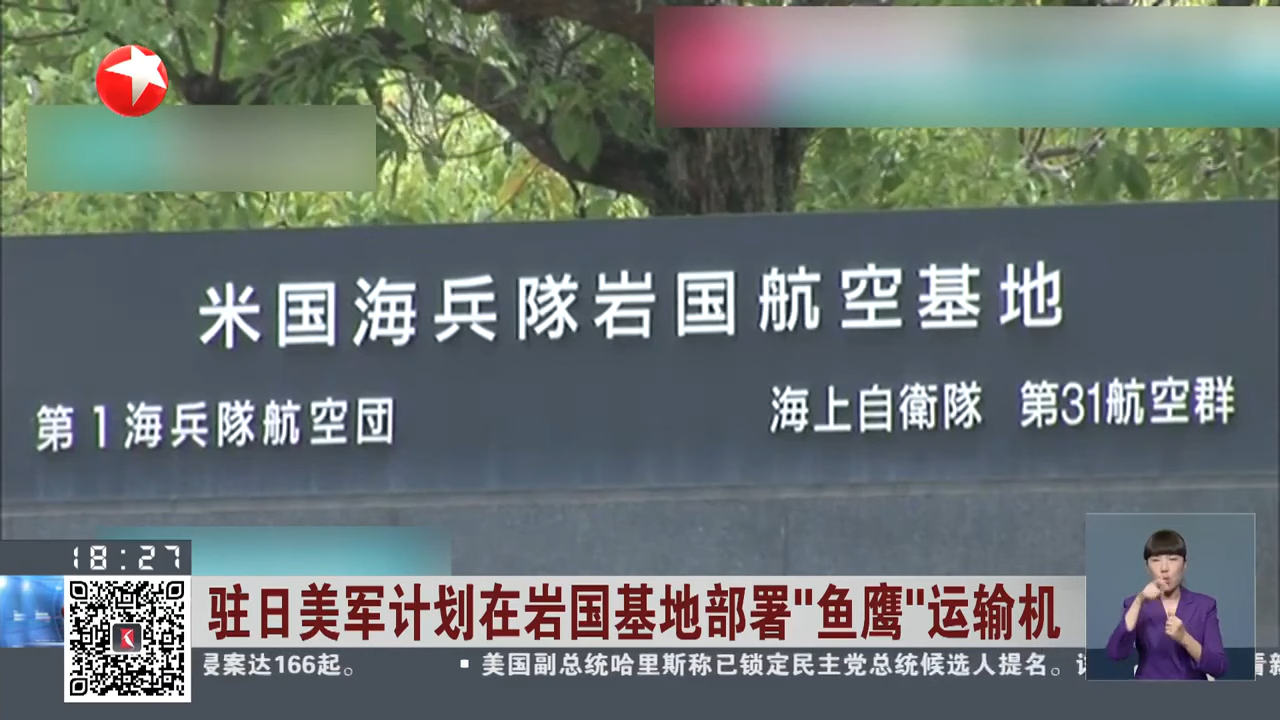 米国海兵隊岩国航空基地
第1海兵隊航空団
海上自衛隊 第31航空群
18:27
驻日美军计划在岩国基地部署"鱼鹰"运输机
侵案达166起。 ▪ 美国副总统哈里斯称已锁定民主党总统候选人提名。